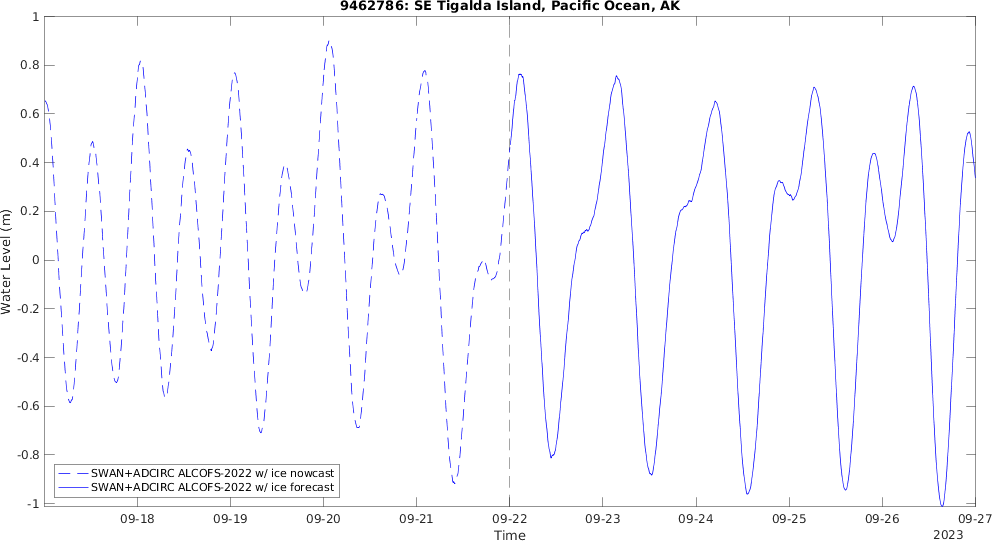 9462786: SE Tigalda Island, Pacific Ocean, AK
1
0.8
0.6
0.4
0.2
0
-0.2
-0.4
-0.6
-0.8
-1
Water Level (m)
SWAN+ADCIRC ALCOFS-2022 w/ ice nowcast
SWAN+ADCIRC ALCOFS-2022 w/ ice forecast
09-18 09-19 09-20 09-21 09-22 09-23 09-24 09-25 09-26 09-27
Time
2023